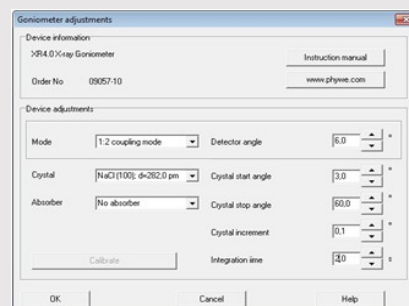 Goniometer adjustments
Device information
XR4.0 X-ray Goniometer
Instruction manual
Order No 09057-10
www.phywe.com
Device adjustments
Mode 1:2 coupling mode Detector angle 6,0 °
Crystal NaCl (100); d=282,0 pm Crystal start angle 3,0 °
Absorber No absorber Crystal stop angle 60,0 °
Crystal increment 0,1 °
Calibrate Integration time 2,0 s
OK Cancel Help